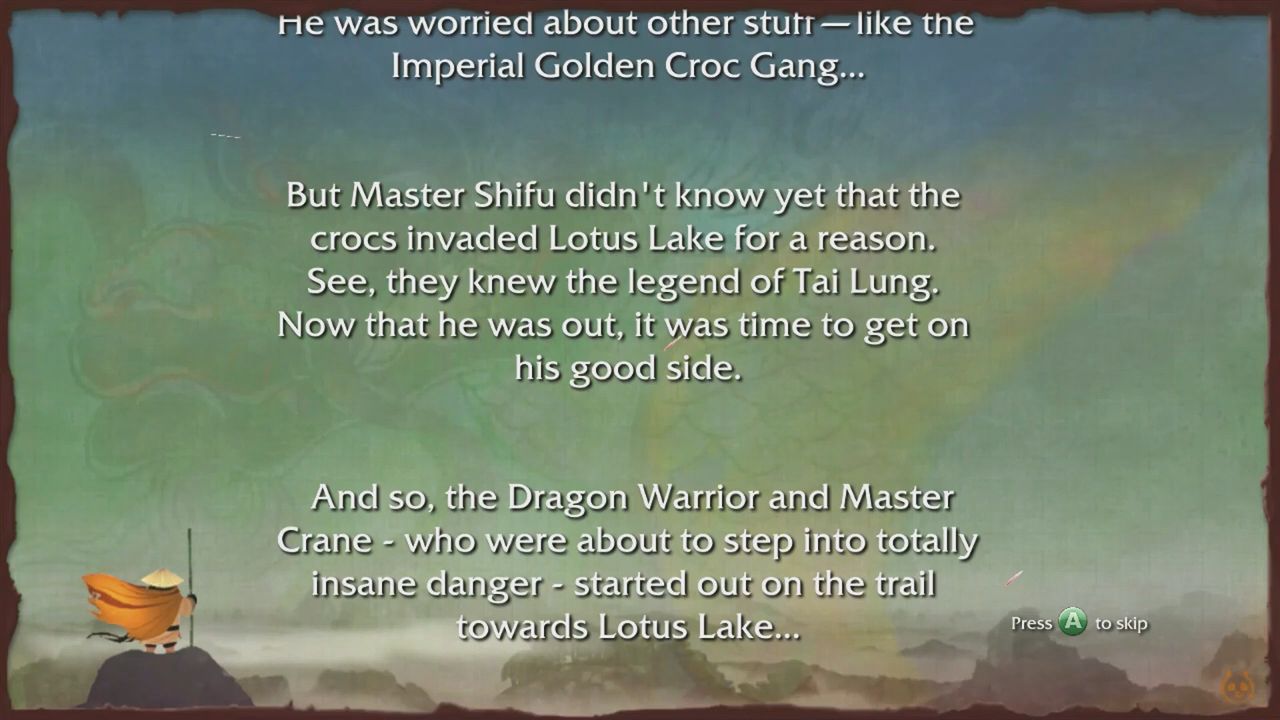 He was worried about other stuff—like the
Imperial Golden Croc Gang...
But Master Shifu didn't know yet that the
crocs invaded Lotus Lake for a reason.
See, they knew the legend of Tai Lung.
Now that he was out, it was time to get on
his good side.
And so, the Dragon Warrior and Master
Crane - who were about to step into totally
insane danger - started out on the trail
towards Lotus Lake...
Press A to skip